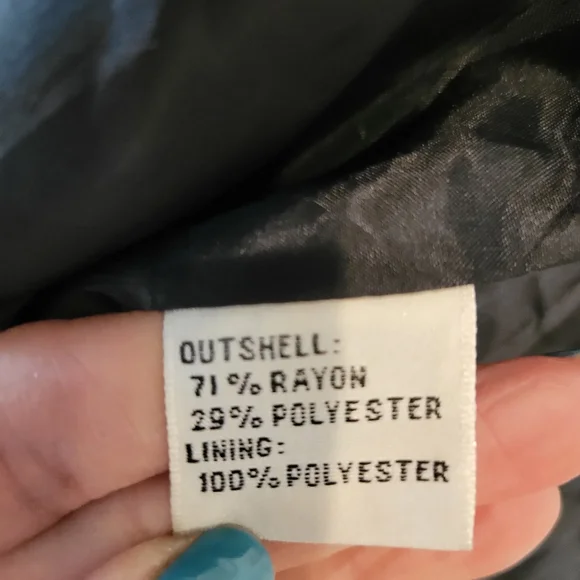 OUTSHELL:
71% RAYON
29% POLYESTER
LINING:
100% POLYESTER